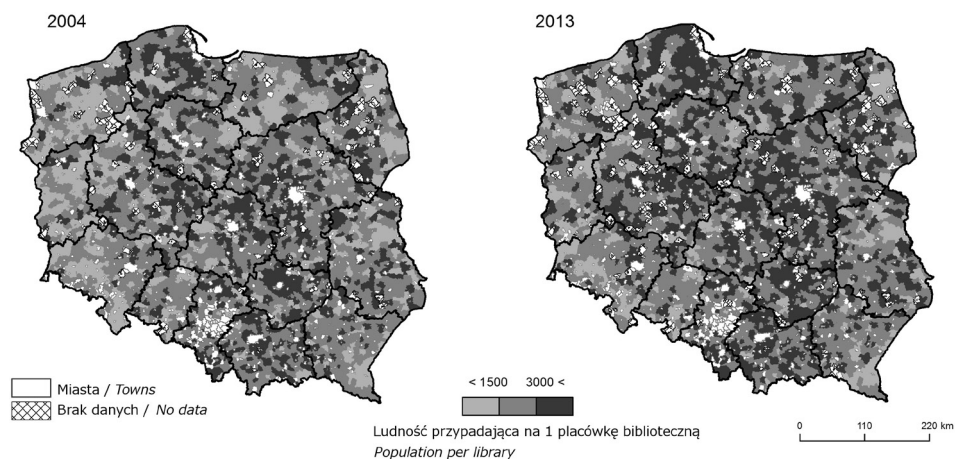 2004
2013
Miasta / Towns
Brak danych / No data
< 1500 3000 <
Ludność przypadająca na 1 placówkę biblioteczną
Population per library
0 110 220 km